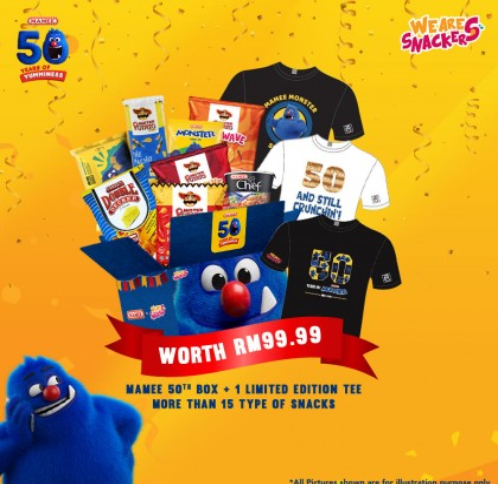 MAMEE
50
YEARS OF
YUMMINESS
WE ARE
SNACKERS
MAMEE MONSTER
MONSTER
DOUBLE
DECKER
Chef
50
50
AND STILL
CRUNCHIN'!
50
WORTH RM99.99
MAMEE 50TH BOX + 1 LIMITED EDITION TEE
MORE THAN 15 TYPE OF SNACKS
*All Pictures shown are for illustration purpose only